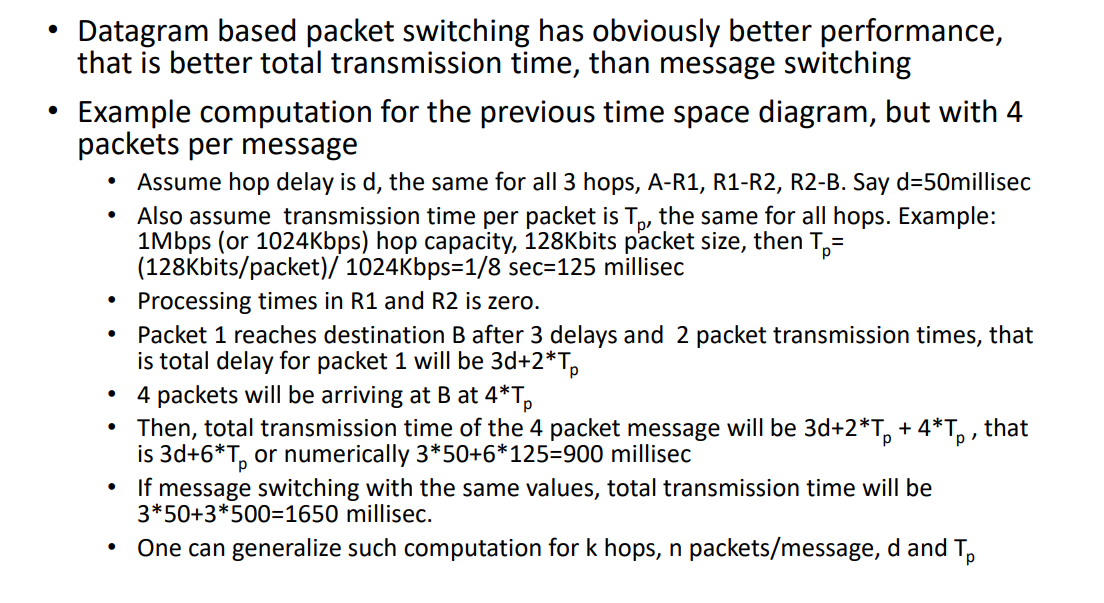 • Datagram based packet switching has obviously better performance,
that is better total transmission time, than message switching
• Example computation for the previous time space diagram, but with 4
packets per message
• Assume hop delay is d, the same for all 3 hops, A-R1, R1-R2, R2-B. Say d=50millisec
• Also assume  transmission time per packet is Tp, the same for all hops. Example:
1Mbps (or 1024Kbps) hop capacity, 128Kbits packet size, then Tp=
(128Kbits/packet)/ 1024Kbps=1/8 sec=125 millisec
• Processing times in R1 and R2 is zero.
• Packet 1 reaches destination B after 3 delays and  2 packet transmission times, that
is total delay for packet 1 will be 3d+2*Tp
• 4 packets will be arriving at B at 4*Tp
• Then, total transmission time of the 4 packet message will be 3d+2*Tp + 4*Tp , that
is 3d+6*Tp or numerically 3*50+6*125=900 millisec
• If message switching with the same values, total transmission time will be
3*50+3*500=1650 millisec.
• One can generalize such computation for k hops, n packets/message, d and Tp